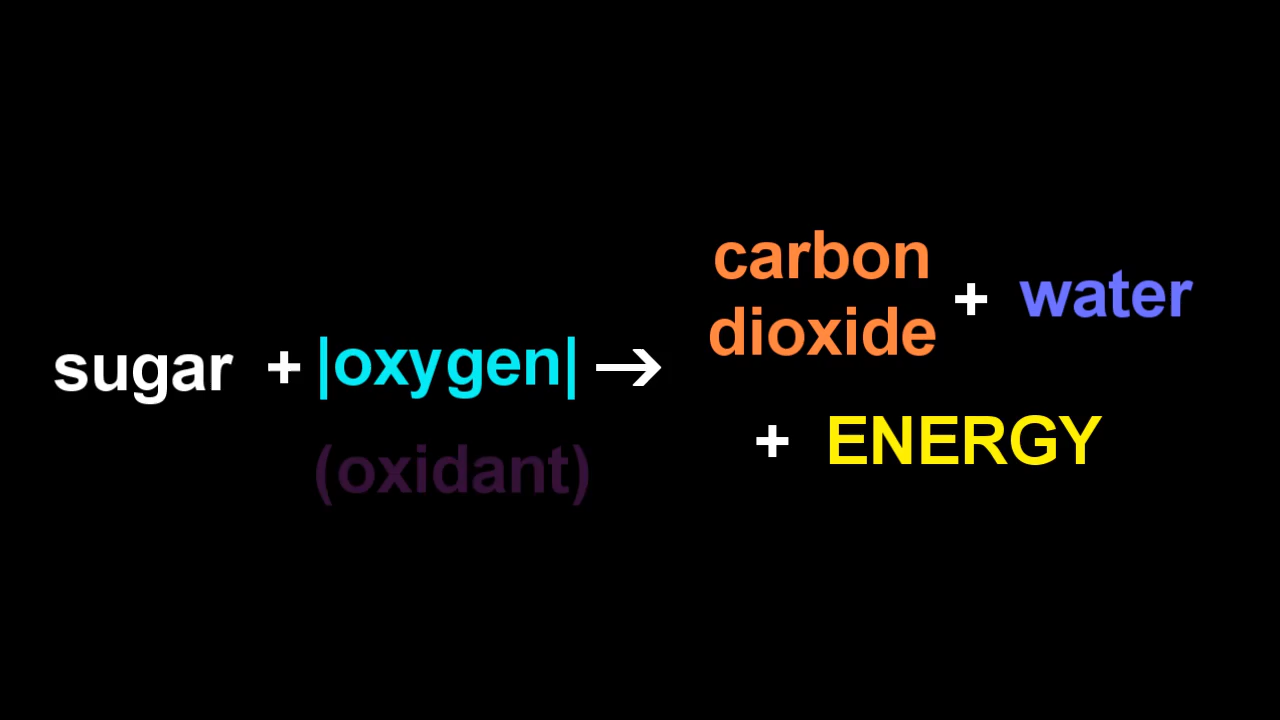 sugar + |oxygen| → carbon dioxide + water
(oxidant)
+ ENERGY